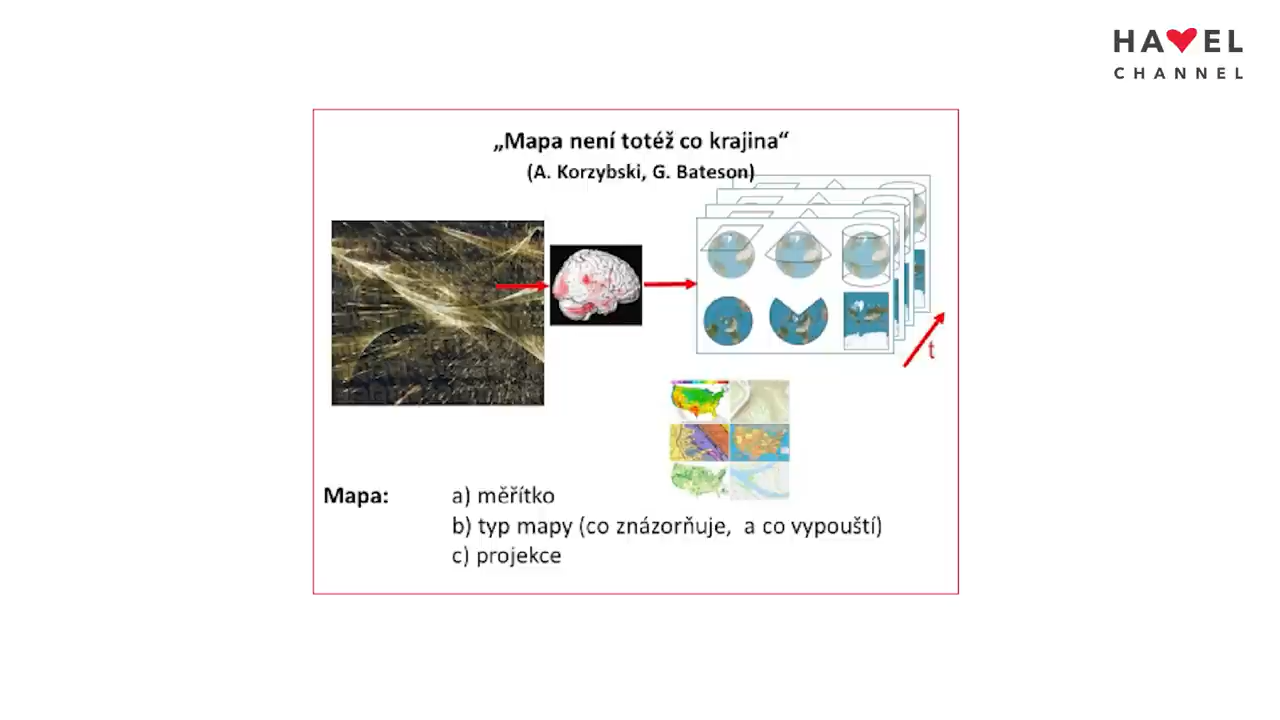 HAVEL
CHANNEL
„Mapa není totéž co krajina“
(A. Korzybski, G. Bateson)
t
Mapa:
a) měřítko
b) typ mapy (co znázorňuje, a co vypouští)
c) projekce